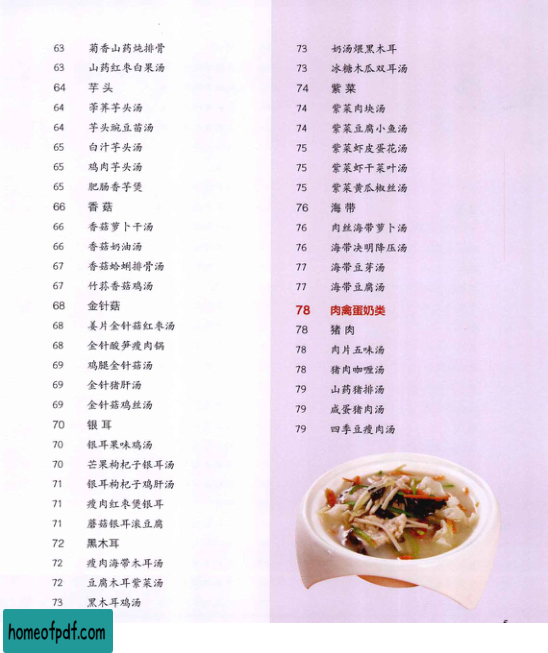 63 菊香山药炖排骨
63 山药红枣白果汤
64 芋头
64 荸荠芋头汤
64 芋头豌豆苗汤
65 白汁芋头汤
65 鸡肉芋头汤
65 肥肠香芋煲
66 香菇
66 香菇萝卜干汤
66 香菇奶油汤
67 香菇蛤蜊排骨汤
67 竹荪香菇鸡汤
68 金针菇
68 姜片金针菇红枣汤
68 金针酸笋瘦肉锅
69 鸡腿金针菇汤
69 金针猪肝汤
69 金针菇鸡丝汤
70 银耳
70 银耳果味鸡汤
70 芒果枸杞子银耳汤
71 银耳枸杞子鸡肝汤
71 瘦肉红枣煲银耳
71 蘑菇银耳滚豆腐
72 黑木耳
72 瘦肉海带木耳汤
72 豆腐木耳紫菜汤
73 黑木耳鸡汤
73 奶汤煨黑木耳
73 冰糖木瓜双耳汤
74 紫菜
74 紫菜肉块汤
74 紫菜豆腐小鱼汤
75 紫菜虾皮蛋花汤
75 紫菜虾干菜叶汤
75 紫菜黄瓜椒丝汤
76 海带
76 肉丝海带萝卜汤
76 海带决明降压汤
77 海带豆芽汤
77 海带豆腐汤
78 肉禽蛋奶类
78 猪肉
78 肉片五味汤
78 猪肉咖喱汤
79 山药猪排汤
79 咸蛋猪肉汤
79 四季豆瘦肉汤
homeofpdf.com